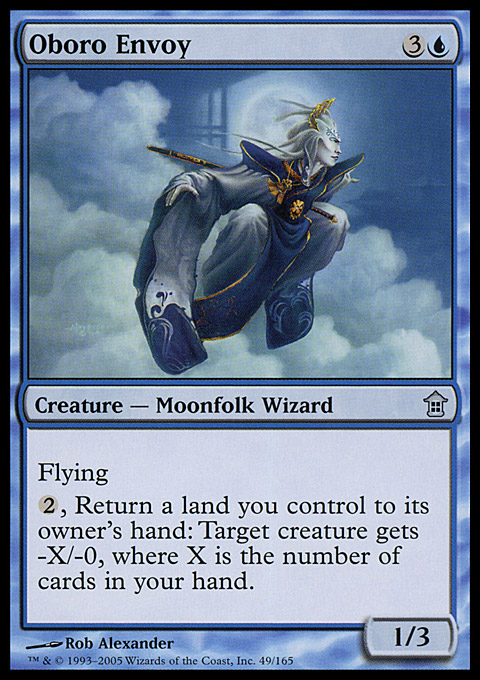 Oboro Envoy 3
Creature — Moonfolk Wizard
Flying
2, Return a land you control to its
owner's hand: Target creature gets
-X/-0, where X is the number of
cards in your hand.
1/3
Rob Alexander
™ & © 1993–2005 Wizards of the Coast, Inc. 49/165